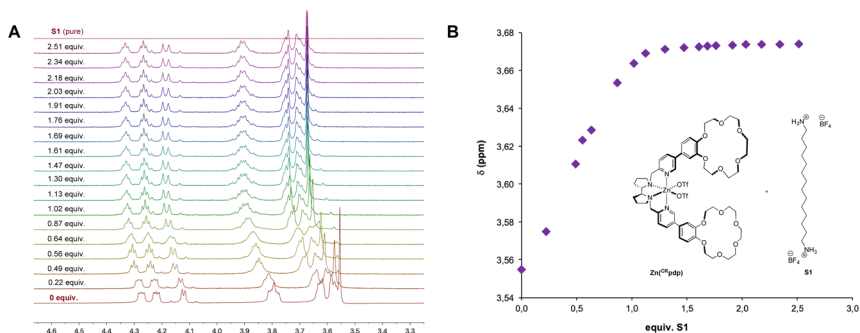 A
S1 (pure)
2.51 equiv.
2.34 equiv.
2.18 equiv.
2.03 equiv.
1.91 equiv.
1.76 equiv.
1.69 equiv.
1.61 equiv.
1.47 equiv.
1.30 equiv.
1.13 equiv.
1.02 equiv.
0.87 equiv.
0.64 equiv.
0.56 equiv.
0.49 equiv.
0.22 equiv.
0 equiv.
4.6 4.5 4.4 4.3 4.2 4.1 4.0 3.9 3.8 3.7 3.6 3.5 3.4 3.3
B
δ (ppm)
3,68
3,66
3,64
3,62
3,60
3,58
3,56
3,54
0,0 0,5 1,0 1,5 2,0 2,5 3,0
equiv. S1
O O
O O
O O
N
N Zn OTf
N OTf
N
O O
O O
O O
Zn(CRpdp)
+
H3N⊕ ⊖BF4
NH3⊕
⊖BF4
S1